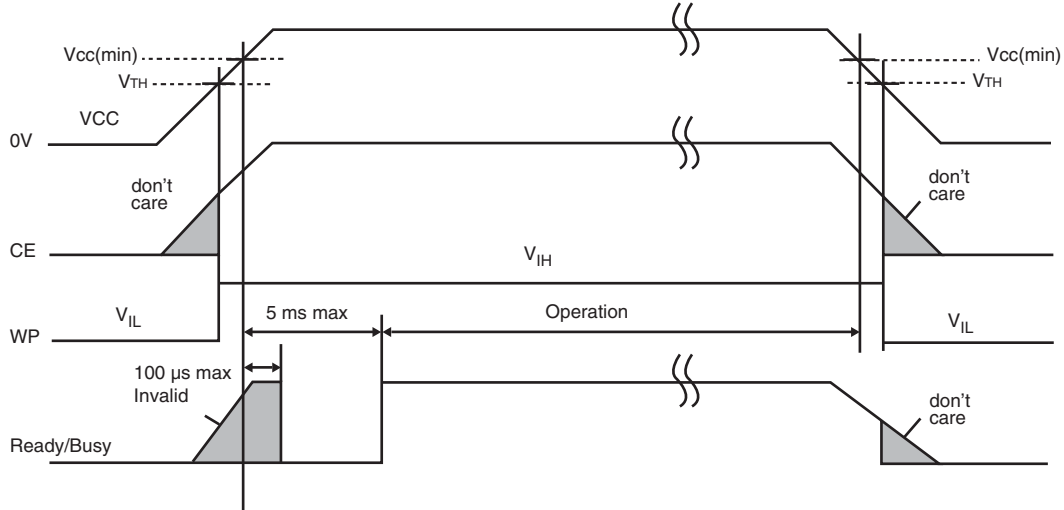 Vcc(min)
Vcc(min)
VTH
VTH
VCC
0V
don't
care
don't
care
CE
VIH
5 ms max
Operation
VIL
VIL
WP
100 µs max
Invalid
don't
care
Ready/Busy